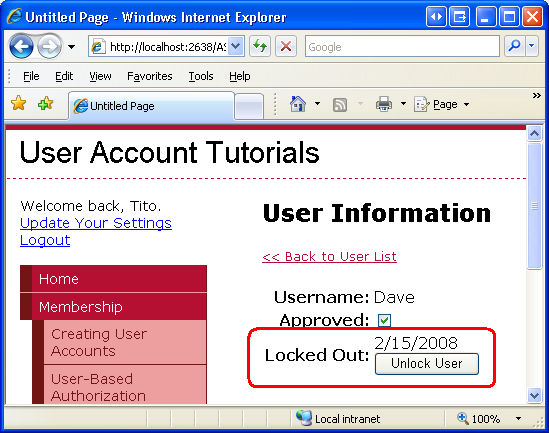 Untitled Page - Windows Internet Explorer
http://localhost:2638/AS
Google
File Edit View Favorites Tools Help
Untitled Page
Page
User Account Tutorials
Welcome back, Tito.
Update Your Settings
Logout
Home
Membership
Creating User
Accounts
User-Based
Authorization
User Information
<< Back to User List
Username: Dave
Approved:
Locked Out: 2/15/2008
Unlock User
Local intranet
100%